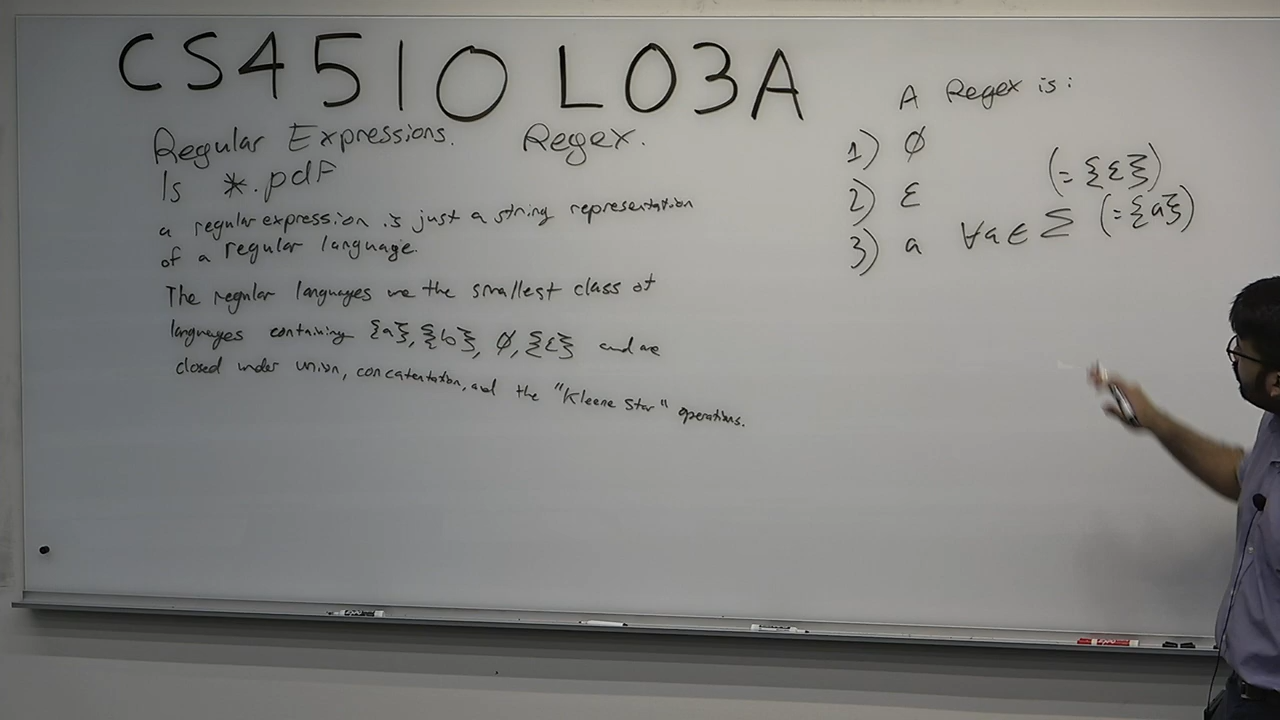 CS4510 L03A
Regular Expressions. Regex.
ls *.pdf
a regular expression is just a string representation
of a regular language.
The regular languages are the smallest class of
languages containing {a}, {b}, ∅, {ε} and are
closed under union, concatentation, and the "Kleene Star" operations.
A Regex is:
1) ∅
2) ε (= {ε})
3) a ∀a∈Σ (={a})